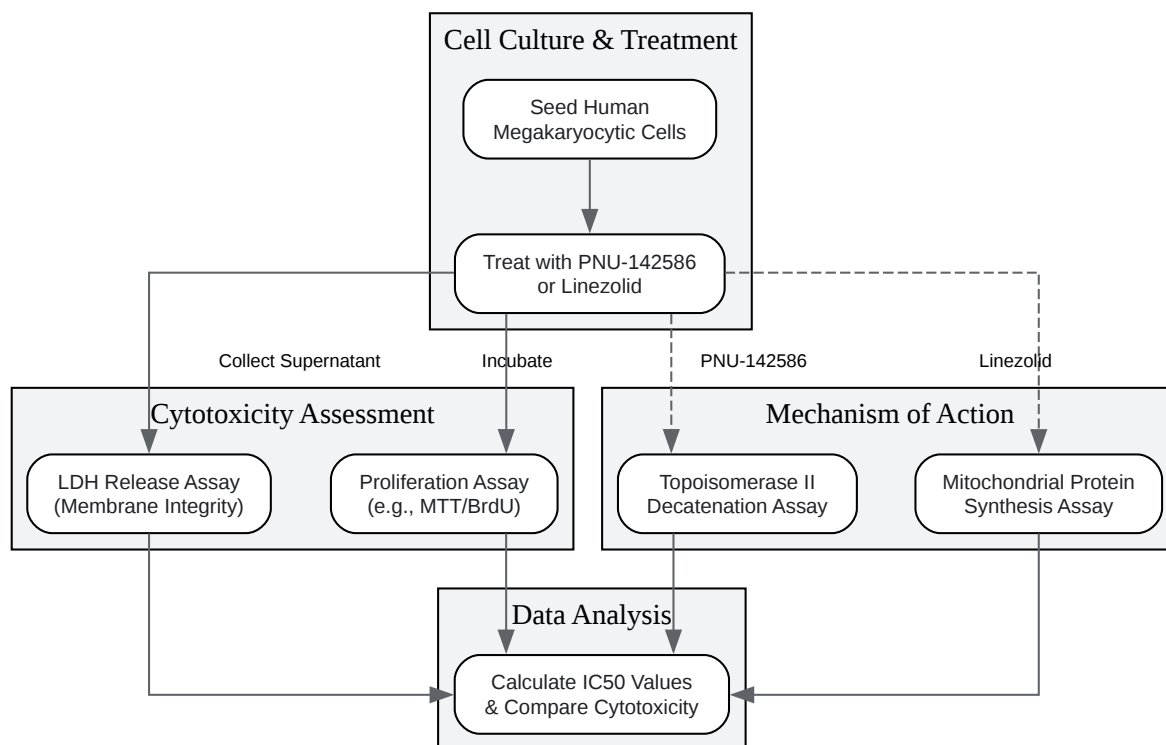 Cell Culture & Treatment
Seed Human
Megakaryocytic Cells
Treat with PNU-142586
or Linezolid
Collect Supernatant
Incubate
PNU-142586
Linezolid
Cytotoxicity Assessment
Mechanism of Action
LDH Release Assay
(Membrane Integrity)
Proliferation Assay
(e.g., MTT/BrdU)
Topoisomerase II
Decatenation Assay
Mitochondrial Protein
Synthesis Assay
Data Analysis
Calculate IC50 Values
& Compare Cytotoxicity